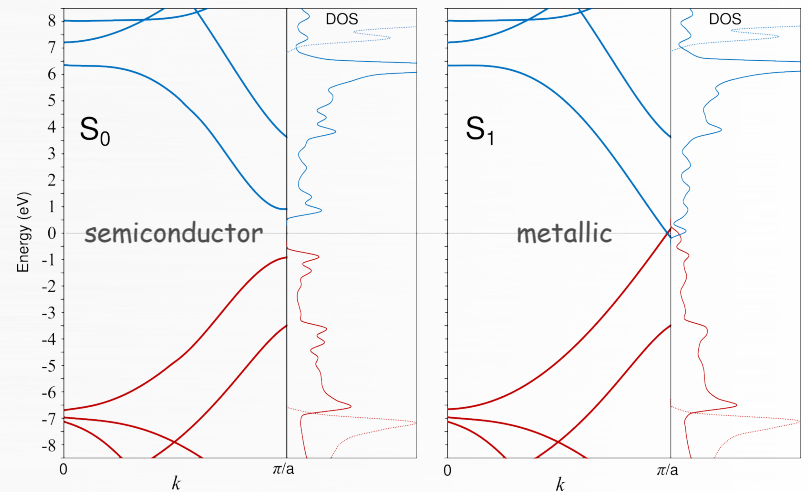 DOS
8
7
6
5
4
3
2
1
0
-1
-2
-3
-4
-5
-6
-7
-8
Energy (eV)
S0
semiconductor
0
k
π/a
DOS
S1
metallic
0
k
π/a